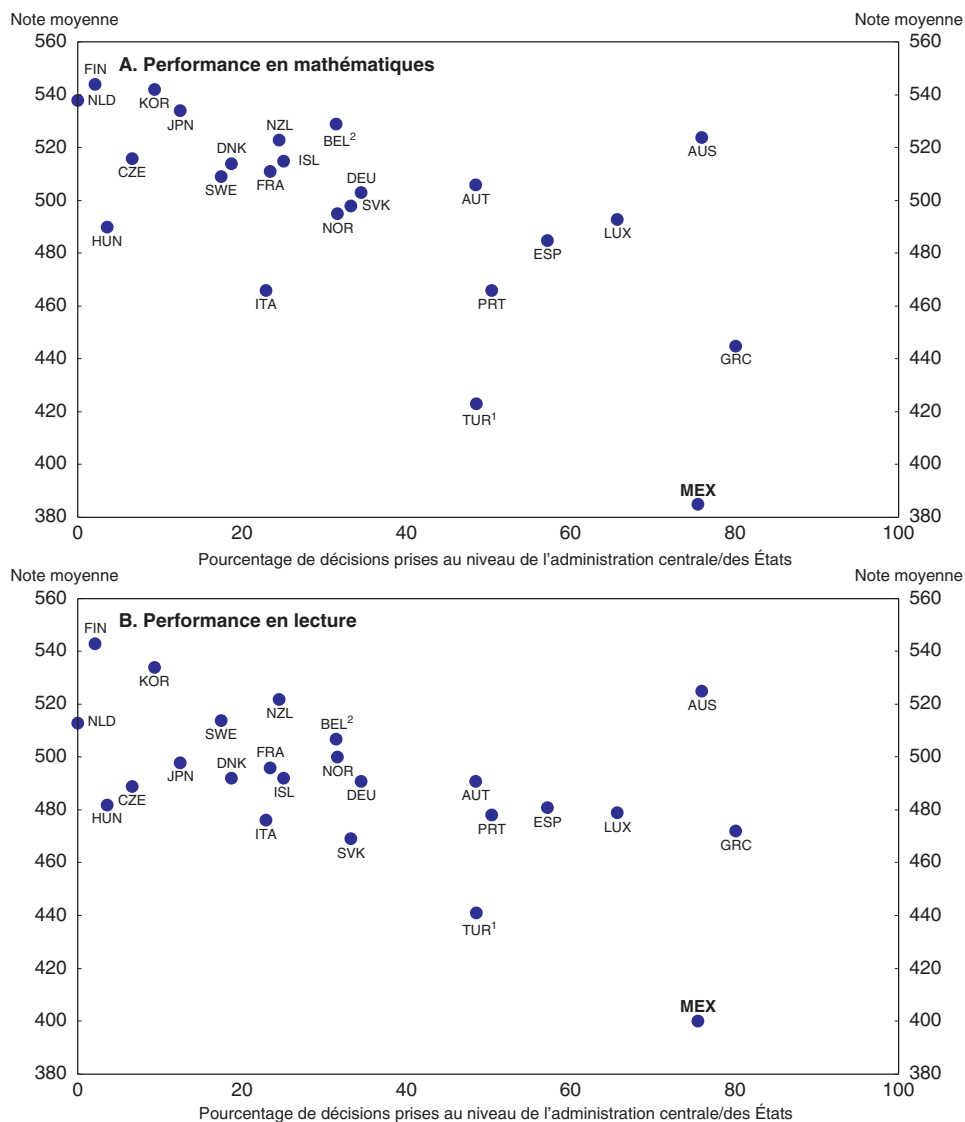 Note moyenne Note moyenne
560 560
A. Performance en mathématiques
FIN
540 540
NLD KOR
JPN
NZL BEL² AUS
520 520
CZE DNK ISL
SWE FRA DEU
500 SVK AUT 500
NOR LUX
HUN ESP
480 480
ITA PRT
460 460
440 440
GRC
420 420
TUR¹
400 400
MEX
380 380
0 20 40 60 80 100
Pourcentage de décisions prises au niveau de l'administration centrale/des États
Note moyenne Note moyenne
560 560
B. Performance en lecture
FIN
540 540
KOR
520 NZL AUS 520
NLD SWE BEL²
500 FRA 500
JPN DNK NOR
ISL DEU AUT
CZE
480 HUN 480
ITA PRT ESP LUX
SVK GRC
460 460
440 440
TUR¹
420 420
MEX
400 400
380 380
0 20 40 60 80 100
Pourcentage de décisions prises au niveau de l'administration centrale/des États